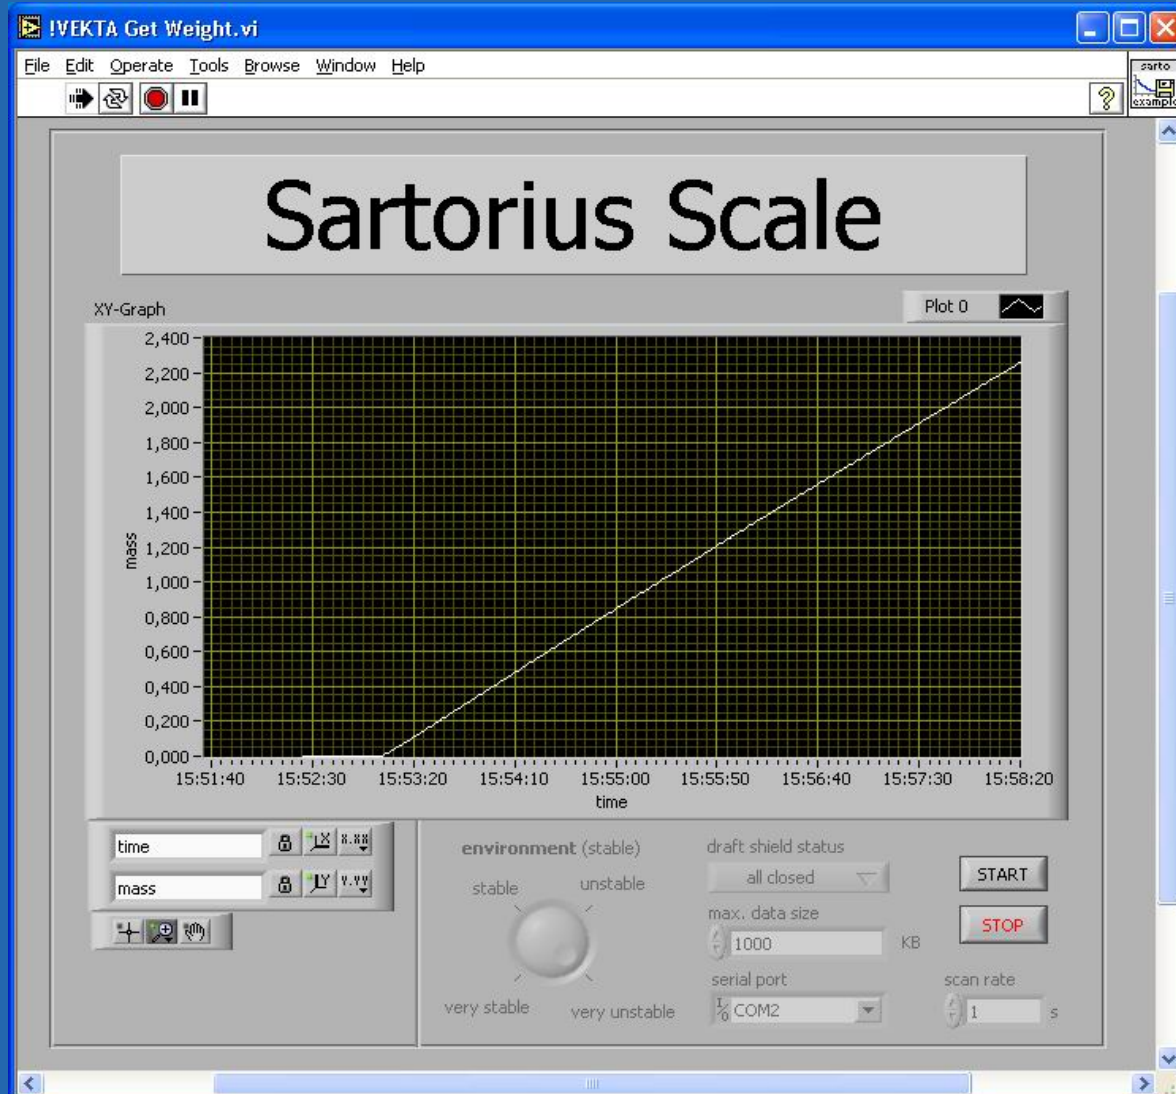 !VEKTA Get Weight.vi
File Edit Operate Tools Browse Window Help
sarto
example
Sartorius Scale
XY-Graph
Plot 0
2,400
2,200
2,000
1,800
1,600
1,400
1,200
1,000
0,800
0,600
0,400
0,200
0,000
mass
15:51:40 15:52:30 15:53:20 15:54:10 15:55:00 15:55:50 15:56:40 15:57:30 15:58:20
time
time
X X.XX
mass
Y Y.YY
environment (stable)
stable unstable
very stable very unstable
draft shield status
all closed
max. data size
1000 KB
serial port
I/O COM2
START
STOP
scan rate
1 s